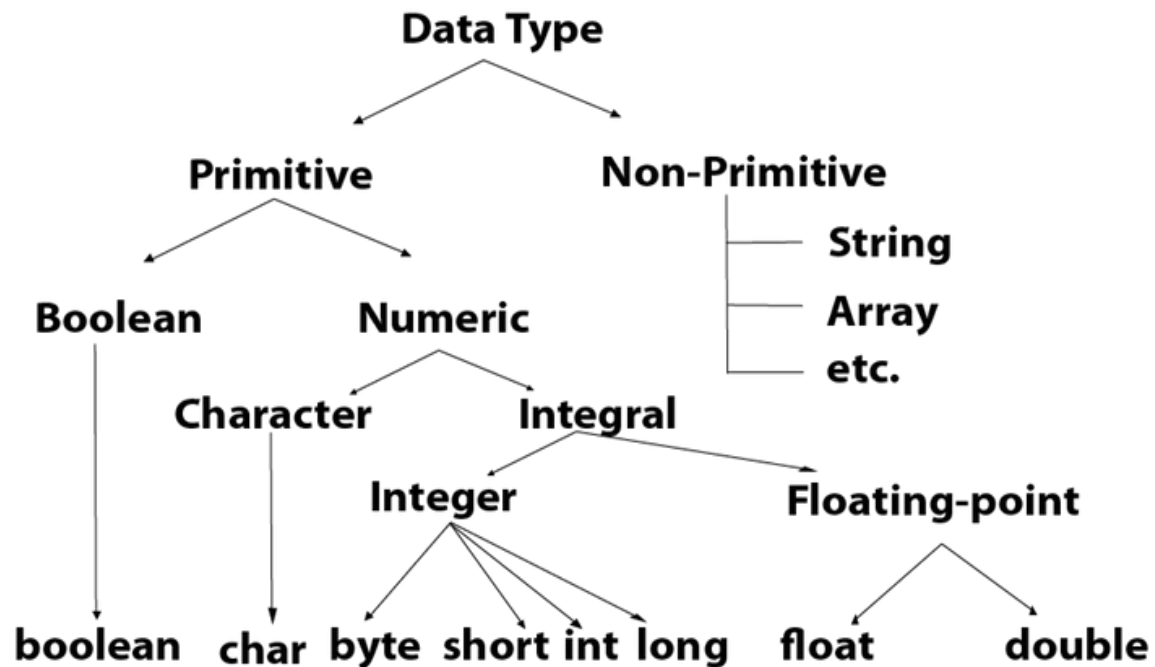 Data Type
Primitive
Non-Primitive
String
Array
etc.
Boolean
Numeric
Character
Integral
Integer
Floating-point
boolean
char
byte
short
int
long
float
double